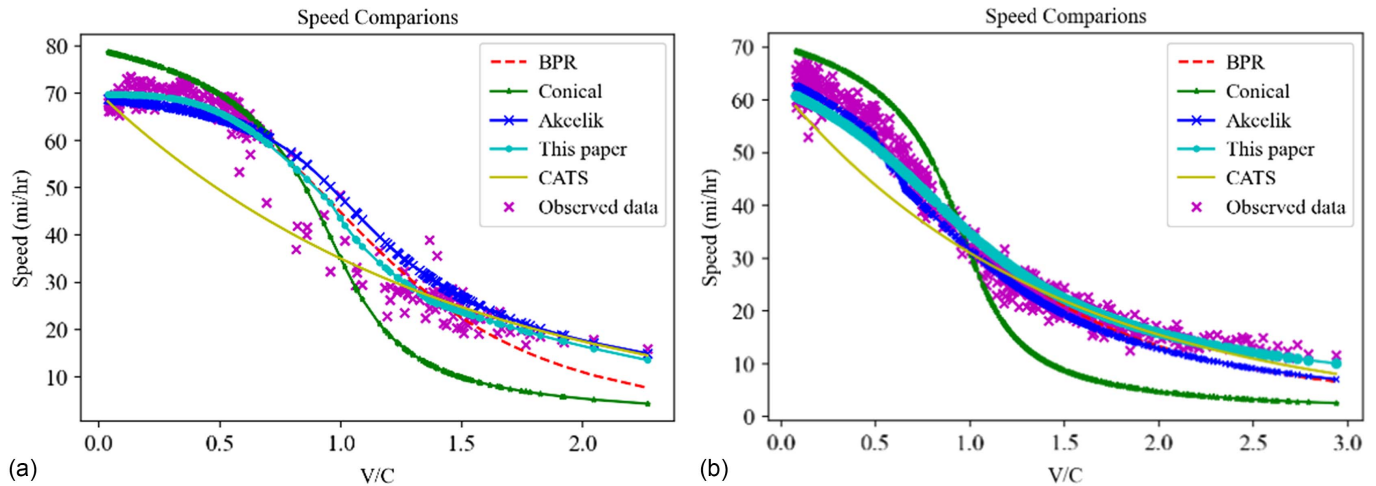 Speed Comparions
80
70
60
50
40
30
20
10
Speed (mi/hr)
BPR
Conical
Akcelik
This paper
CATS
Observed data
0.0 0.5 1.0 1.5 2.0
V/C
(a)
Speed Comparions
70
60
50
40
30
20
10
0
Speed (mi/hr)
BPR
Conical
Akcelik
This paper
CATS
Observed data
0.0 0.5 1.0 1.5 2.0 2.5 3.0
V/C
(b)